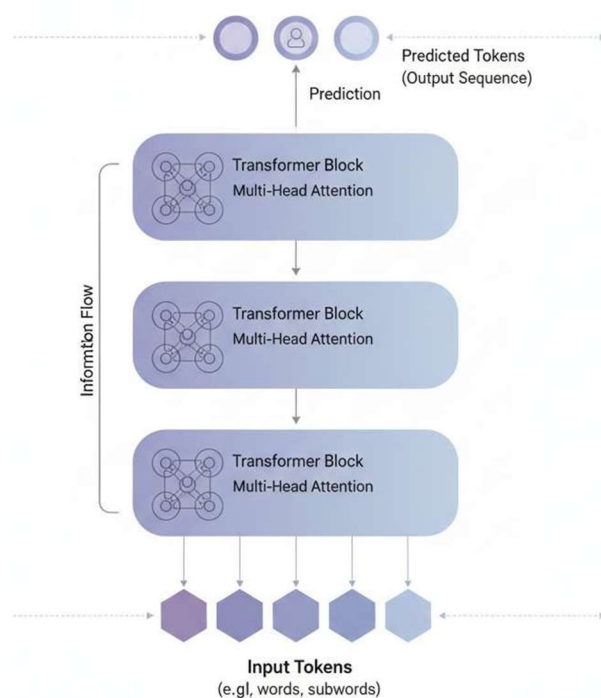 Predicted Tokens
(Output Sequence)
Prediction
Transformer Block
Multi-Head Attention
Transformer Block
Multi-Head Attention
Transformer Block
Multi-Head Attention
Informtion Flow
Input Tokens
(e.gl, words, subwords)